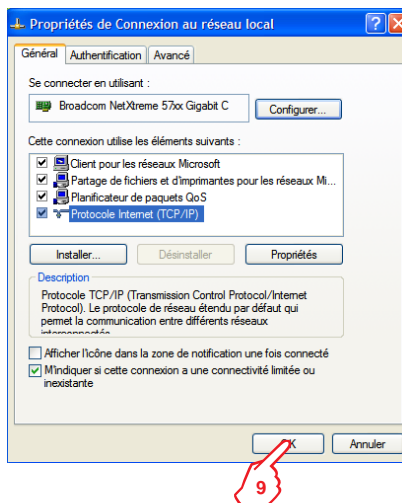 Propriétés de Connexion au réseau local
Général Authentification Avancé
Se connecter en utilisant :
Broadcom NetXtreme 57xx Gigabit C Configurer...
Cette connexion utilise les éléments suivants :
Client pour les réseaux Microsoft
Partage de fichiers et d'imprimantes pour les réseaux Mi...
Planificateur de paquets QoS
Protocole Internet (TCP/IP)
Installer... Désinstaller Propriétés
Description
Protocole TCP/IP (Transmission Control Protocol/Internet
Protocol). Le protocole de réseau étendu par défaut qui
permet la communication entre différents réseaux
Afficher l'icône dans la zone de notification une fois connecté
M'indiquer si cette connexion a une connectivité limitée ou
inexistante
OK Annuler
9